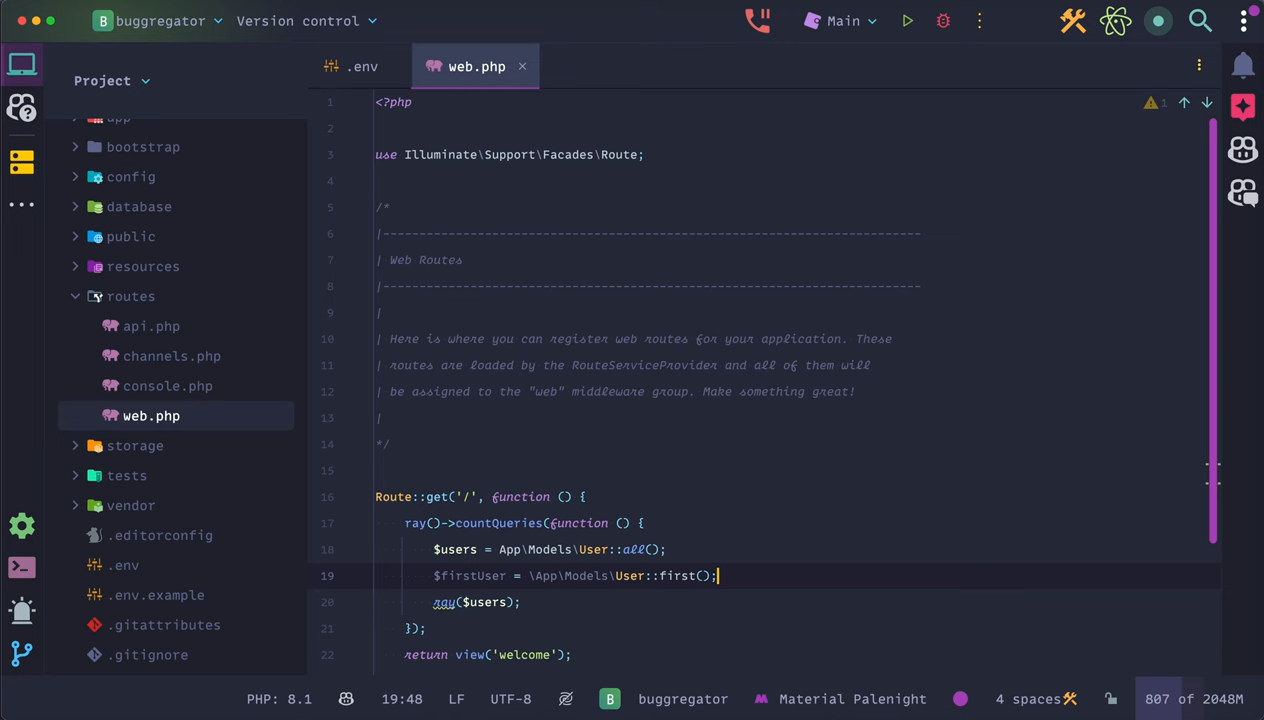 B buggregator Version control Main
Project .env web.php
app
bootstrap
config
database
public
resources
routes
api.php
channels.php
console.php
web.php
storage
tests
vendor
.editorconfig
.env
.env.example
.gitattributes
.gitignore
1 <?php
2
3 use Illuminate\Support\Facades\Route;
4
5 /*
6 |--------------------------------------------------------------------------
7 | Web Routes
8 |--------------------------------------------------------------------------
9 |
10 | Here is where you can register web routes for your application. These
11 | routes are loaded by the RouteServiceProvider and all of them will
12 | be assigned to the "web" middleware group. Make something great!
13 |
14 */
15
16 Route::get('/', function () {
17 ray()->countQueries(function () {
18 $users = App\Models\User::all();
19 $firstUser = \App\Models\User::first();
20 ray($users);
21 });
22 return view('welcome');
1
PHP: 8.1 19:48 LF UTF-8 B buggregator Material Palenight 4 spaces 807 of 2048M